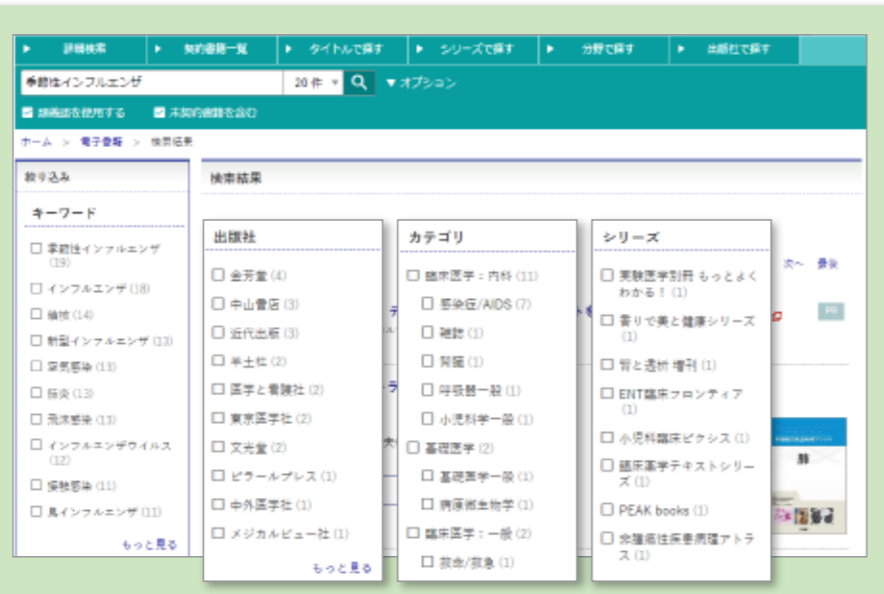 詳細検索
契約書籍一覧
タイトルで探す
シリーズで探す
分野で探す
出版社で探す
季節性インフルエンザ
20 件
▼ オプション
類義語を使用する
未契約書籍を含む
ホーム > 電子書籍 > 検索結果
絞り込み
検索結果
キーワード
季節性インフルエンザ
(19)
インフルエンザ (18)
結核 (14)
新型インフルエンザ (13)
空気感染 (13)
肺炎 (13)
飛沫感染 (13)
インフルエンザウイルス
(12)
接触感染 (11)
鳥インフルエンザ (11)
もっと見る
出版社
金芳堂 (4)
中山書店 (3)
近代出版 (3)
羊土社 (2)
医学と看護社 (2)
東京医学社 (2)
文光堂 (2)
ピラールプレス (1)
中外医学社 (1)
メジカルビュー社 (1)
もっと見る
カテゴリ
臨床医学：内科 (11)
感染症/AIDS (7)
雑誌 (1)
腎臓 (1)
呼吸器一般 (1)
小児科学一般 (1)
基礎医学 (2)
基礎医学一般 (1)
病原微生物学 (1)
臨床医学：一般 (2)
救命/救急 (1)
シリーズ
実験医学別冊 もっとよく
わかる！ (1)
香りで美と健康シリーズ
(1)
腎と透析 増刊 (1)
ENT臨床フロンティア
(1)
小児科臨床ピクシス (1)
臨床薬学テキストシリー
ズ (1)
PEAK books (1)
非腫瘍性疾患病理アトラ
ス (1)
次へ 最後
PR
肺